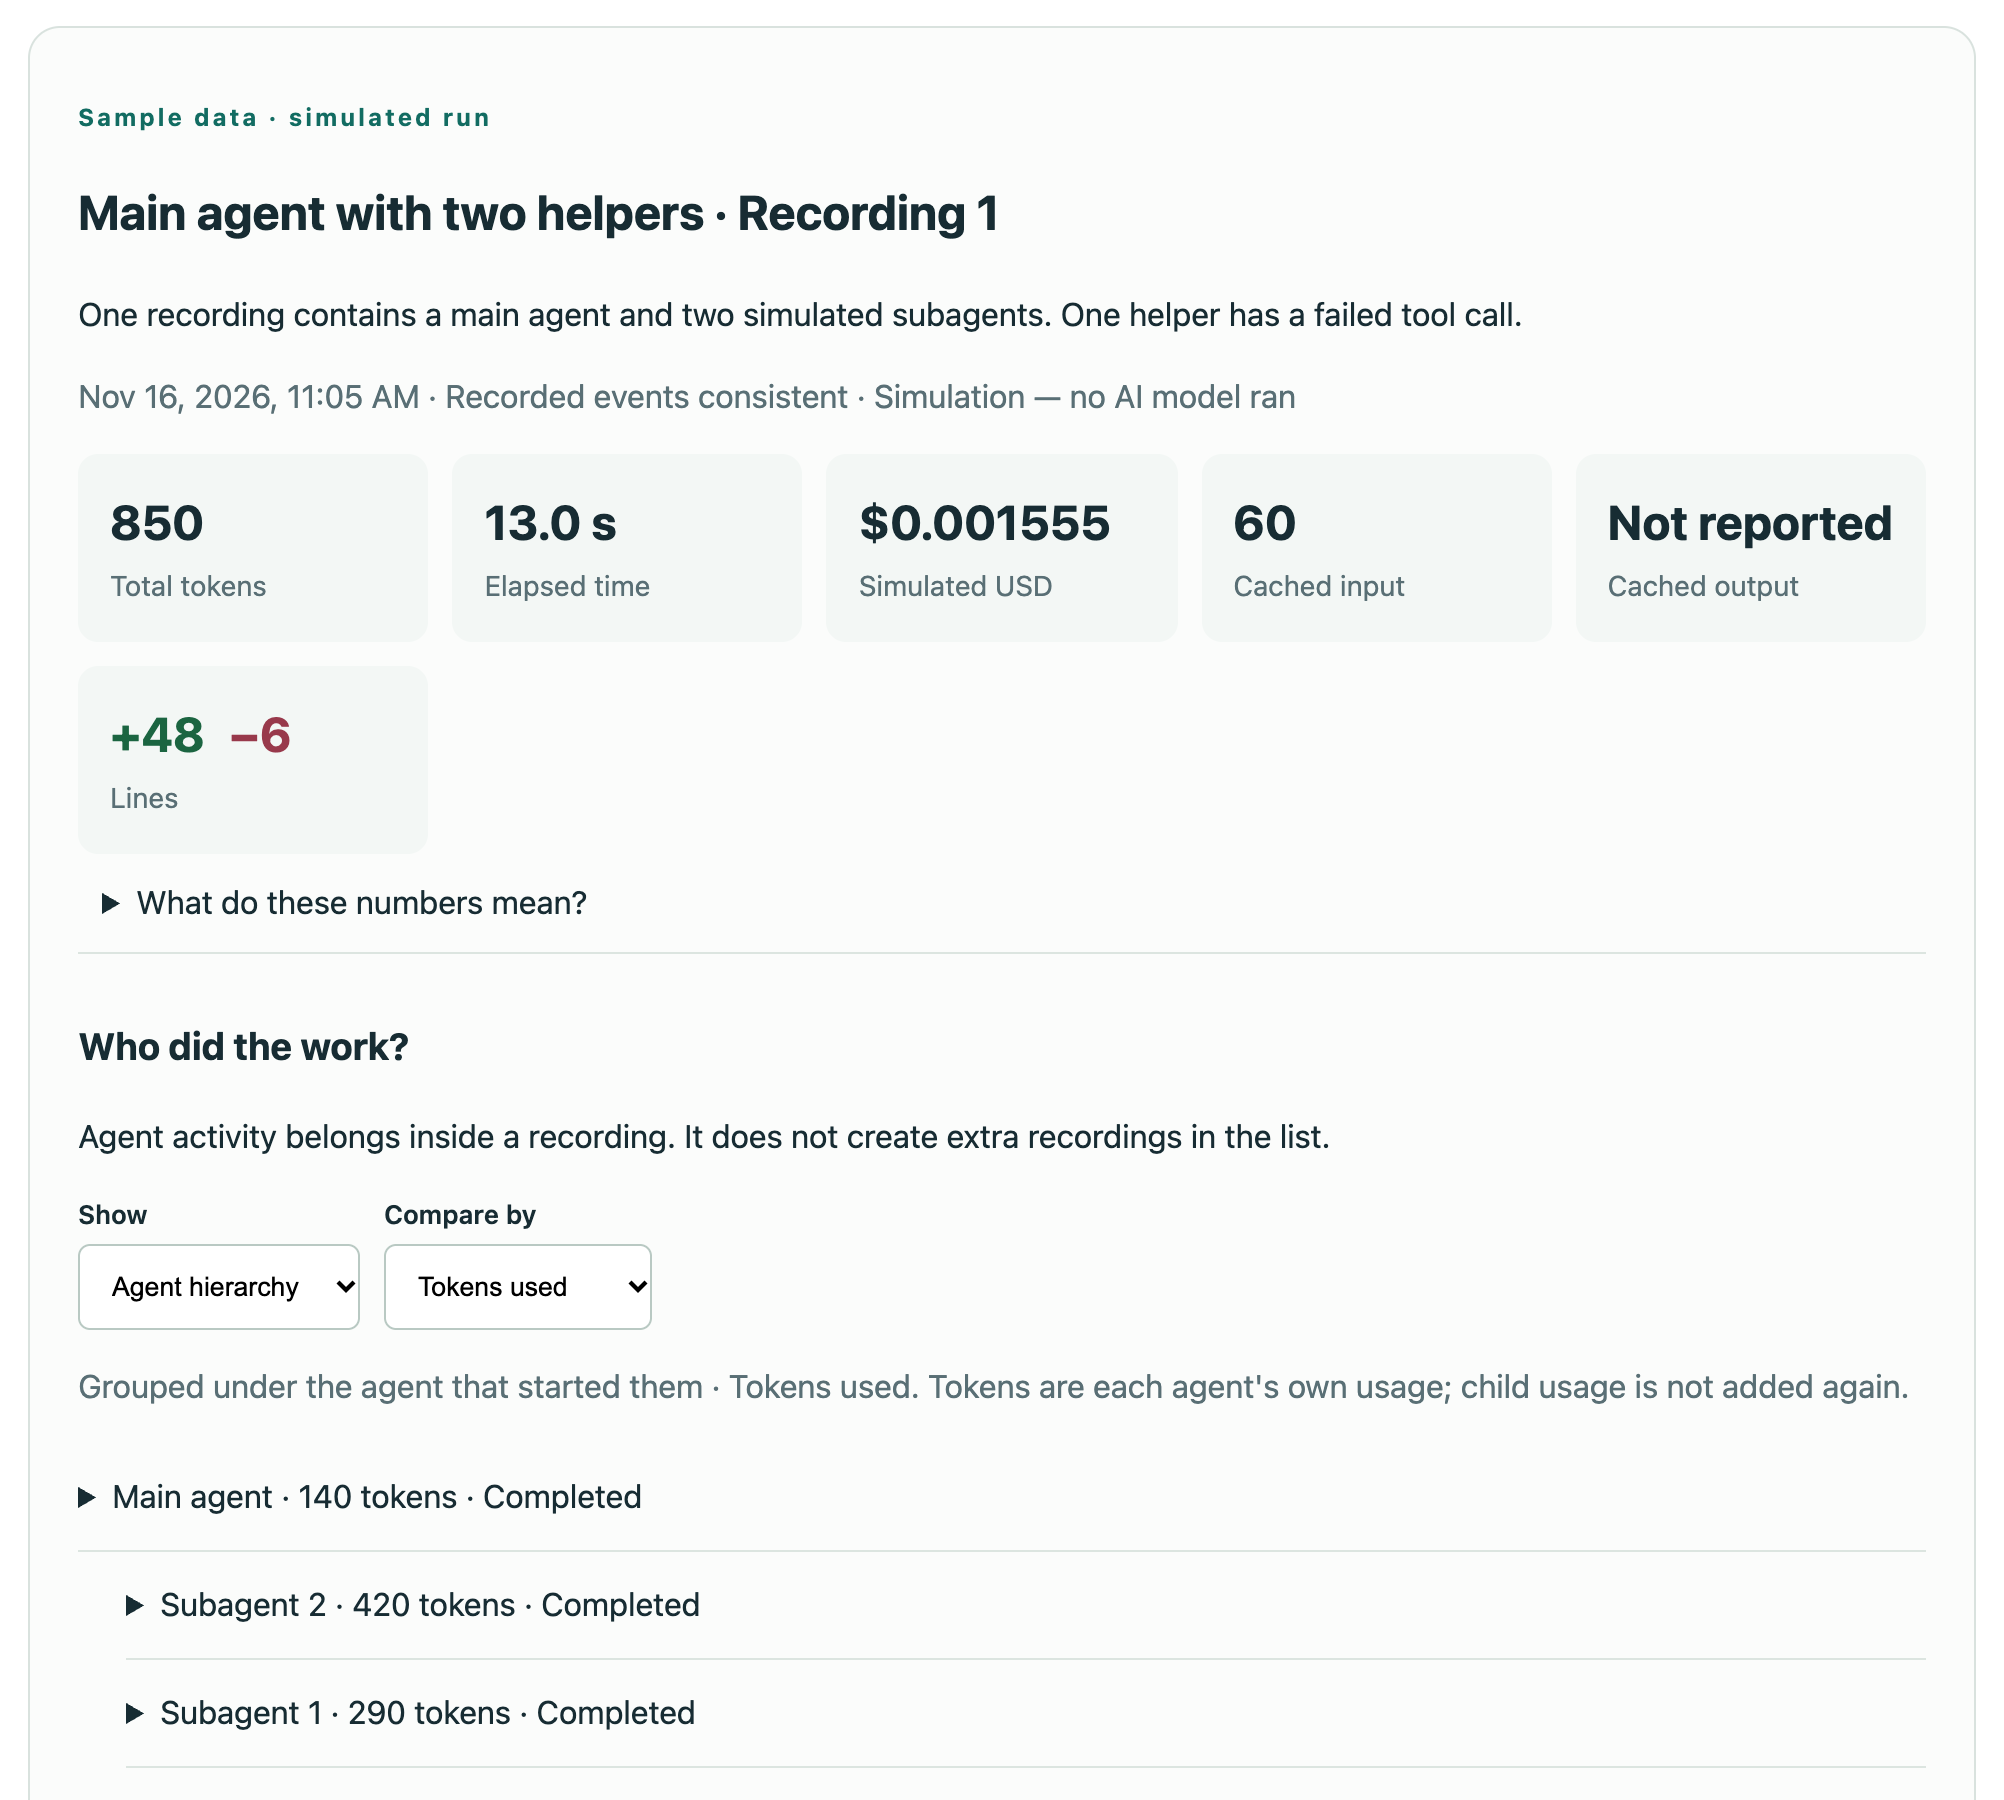 Sample data · simulated run
Main agent with two helpers · Recording 1
One recording contains a main agent and two simulated subagents. One helper has a failed tool call.
Nov 16, 2026, 11:05 AM · Recorded events consistent · Simulation — no AI model ran
850
Total tokens
13.0 s
Elapsed time
$0.001555
Simulated USD
60
Cached input
Not reported
Cached output
+48 −6
Lines
What do these numbers mean?
Who did the work?
Agent activity belongs inside a recording. It does not create extra recordings in the list.
Show
Agent hierarchy
Compare by
Tokens used
Grouped under the agent that started them · Tokens used. Tokens are each agent's own usage; child usage is not added again.
Main agent · 140 tokens · Completed
Subagent 2 · 420 tokens · Completed
Subagent 1 · 290 tokens · Completed